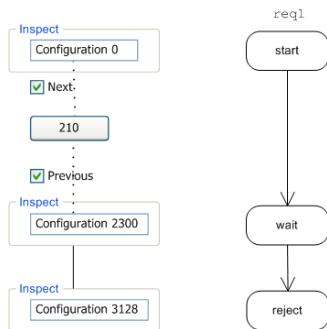 Inspect
Configuration 0
Next
210
Previous
Inspect
Configuration 2300
Inspect
Configuration 3128
req1
start
wait
reject